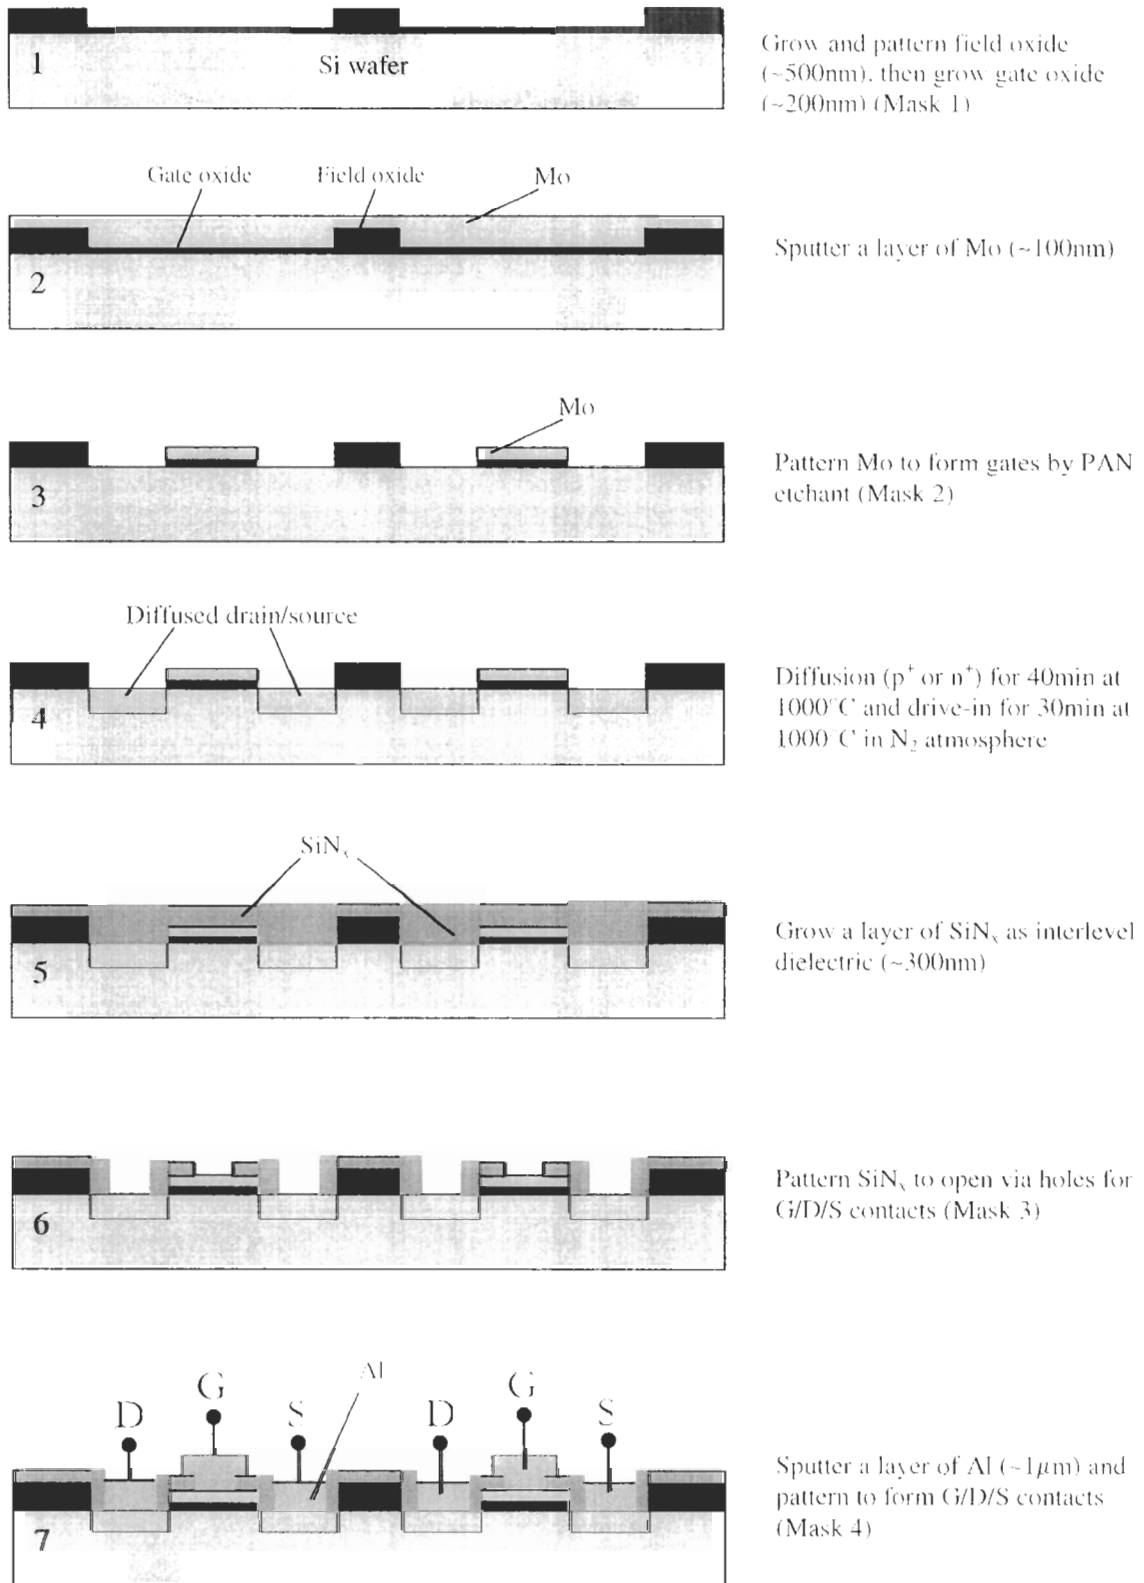 1
Si wafer
Grow and pattern field oxide
(~500nm), then grow gate oxide
(~200nm) (Mask 1)
Gate oxide
Field oxide
Mo
2
Sputter a layer of Mo (~100nm)
Mo
3
Pattern Mo to form gates by PAN
etchant (Mask 2)
Diffused drain/source
4
Diffusion (p⁺ or n⁺) for 40min at
1000°C and drive-in for 30min at
1000°C in N₂ atmosphere
SiNₓ
5
Grow a layer of SiNₓ as interlevel
dielectric (~300nm)
6
Pattern SiNₓ to open via holes for
G/D/S contacts (Mask 3)
D
G
S
Al
D
G
S
7
Sputter a layer of Al (~1μm) and
pattern to form G/D/S contacts
(Mask 4)